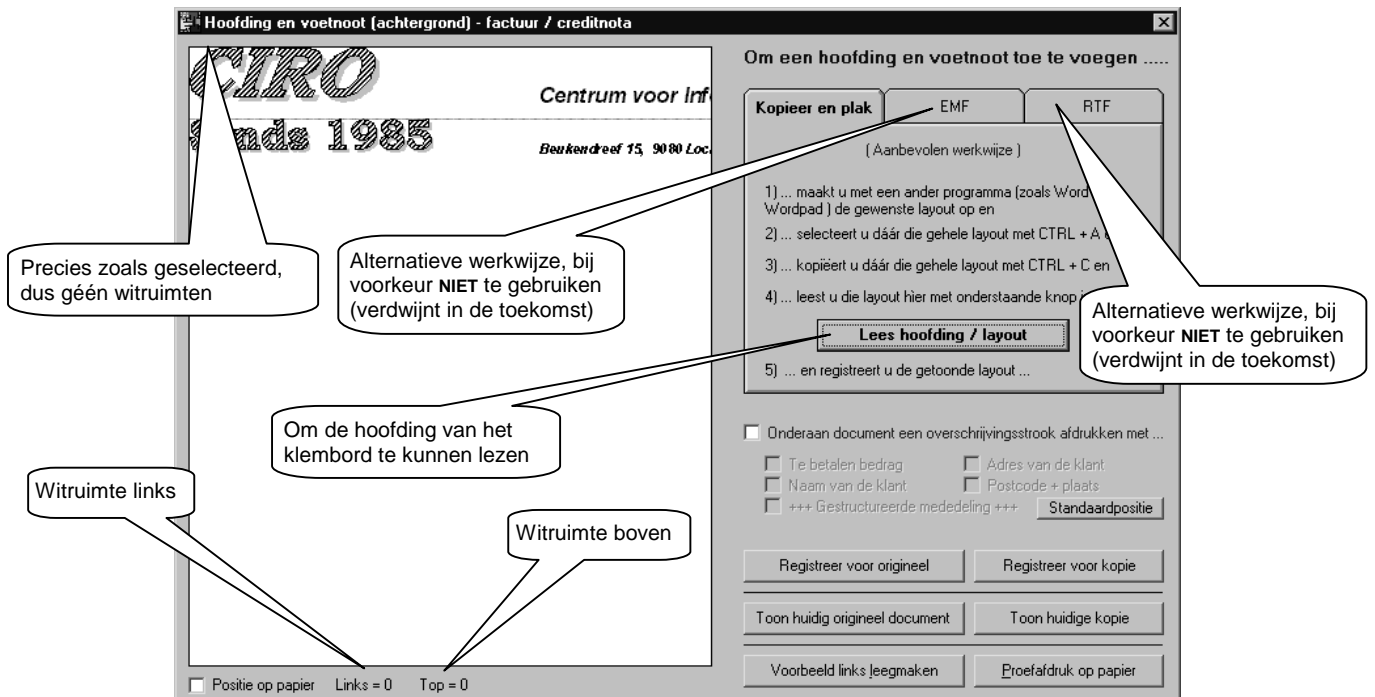 Hoofding en voetnoot (achtergrond) - factuur / creditnota
CIRO
Centrum voor Inf
1985
Beukendreef 15, 9080 Loc
Om een hoofding en voetnoot toe te voegen .....
Kopieer en plak
EMF
RTF
( Aanbevolen werkwijze )
1) ... maakt u met een ander programma (zoals Word
Wordpad ) de gewenste layout op en
2) ... selecteert u dáár die gehele layout met CTRL + A
3) ... kopiëert u dáár die gehele layout met CTRL + C en
4) ... leest u die layout hìer met onderstaande knop
Lees hoofding / layout
5) ... en registreert u de getoonde layout ...
Precies zoals geselecteerd,
dus géén witruimten
Alternatieve werkwijze, bij
voorkeur NIET te gebruiken
(verdwijnt in de toekomst)
Alternatieve werkwijze, bij
voorkeur NIET te gebruiken
(verdwijnt in de toekomst)
Om de hoofding van het
klembord te kunnen lezen
Witruimte links
Witruimte boven
Onderaan document een overschrijvingsstrook afdrukken met ...
Te betalen bedrag
Adres van de klant
Naam van de klant
Postcode + plaats
+++ Gestructureerde mededeling +++
Standaardpositie
Registreer voor origineel
Registreer voor kopie
Toon huidig origineel document
Toon huidige kopie
Voorbeeld links leegmaken
Proefafdruk op papier
Positie op papier Links = 0 Top = 0